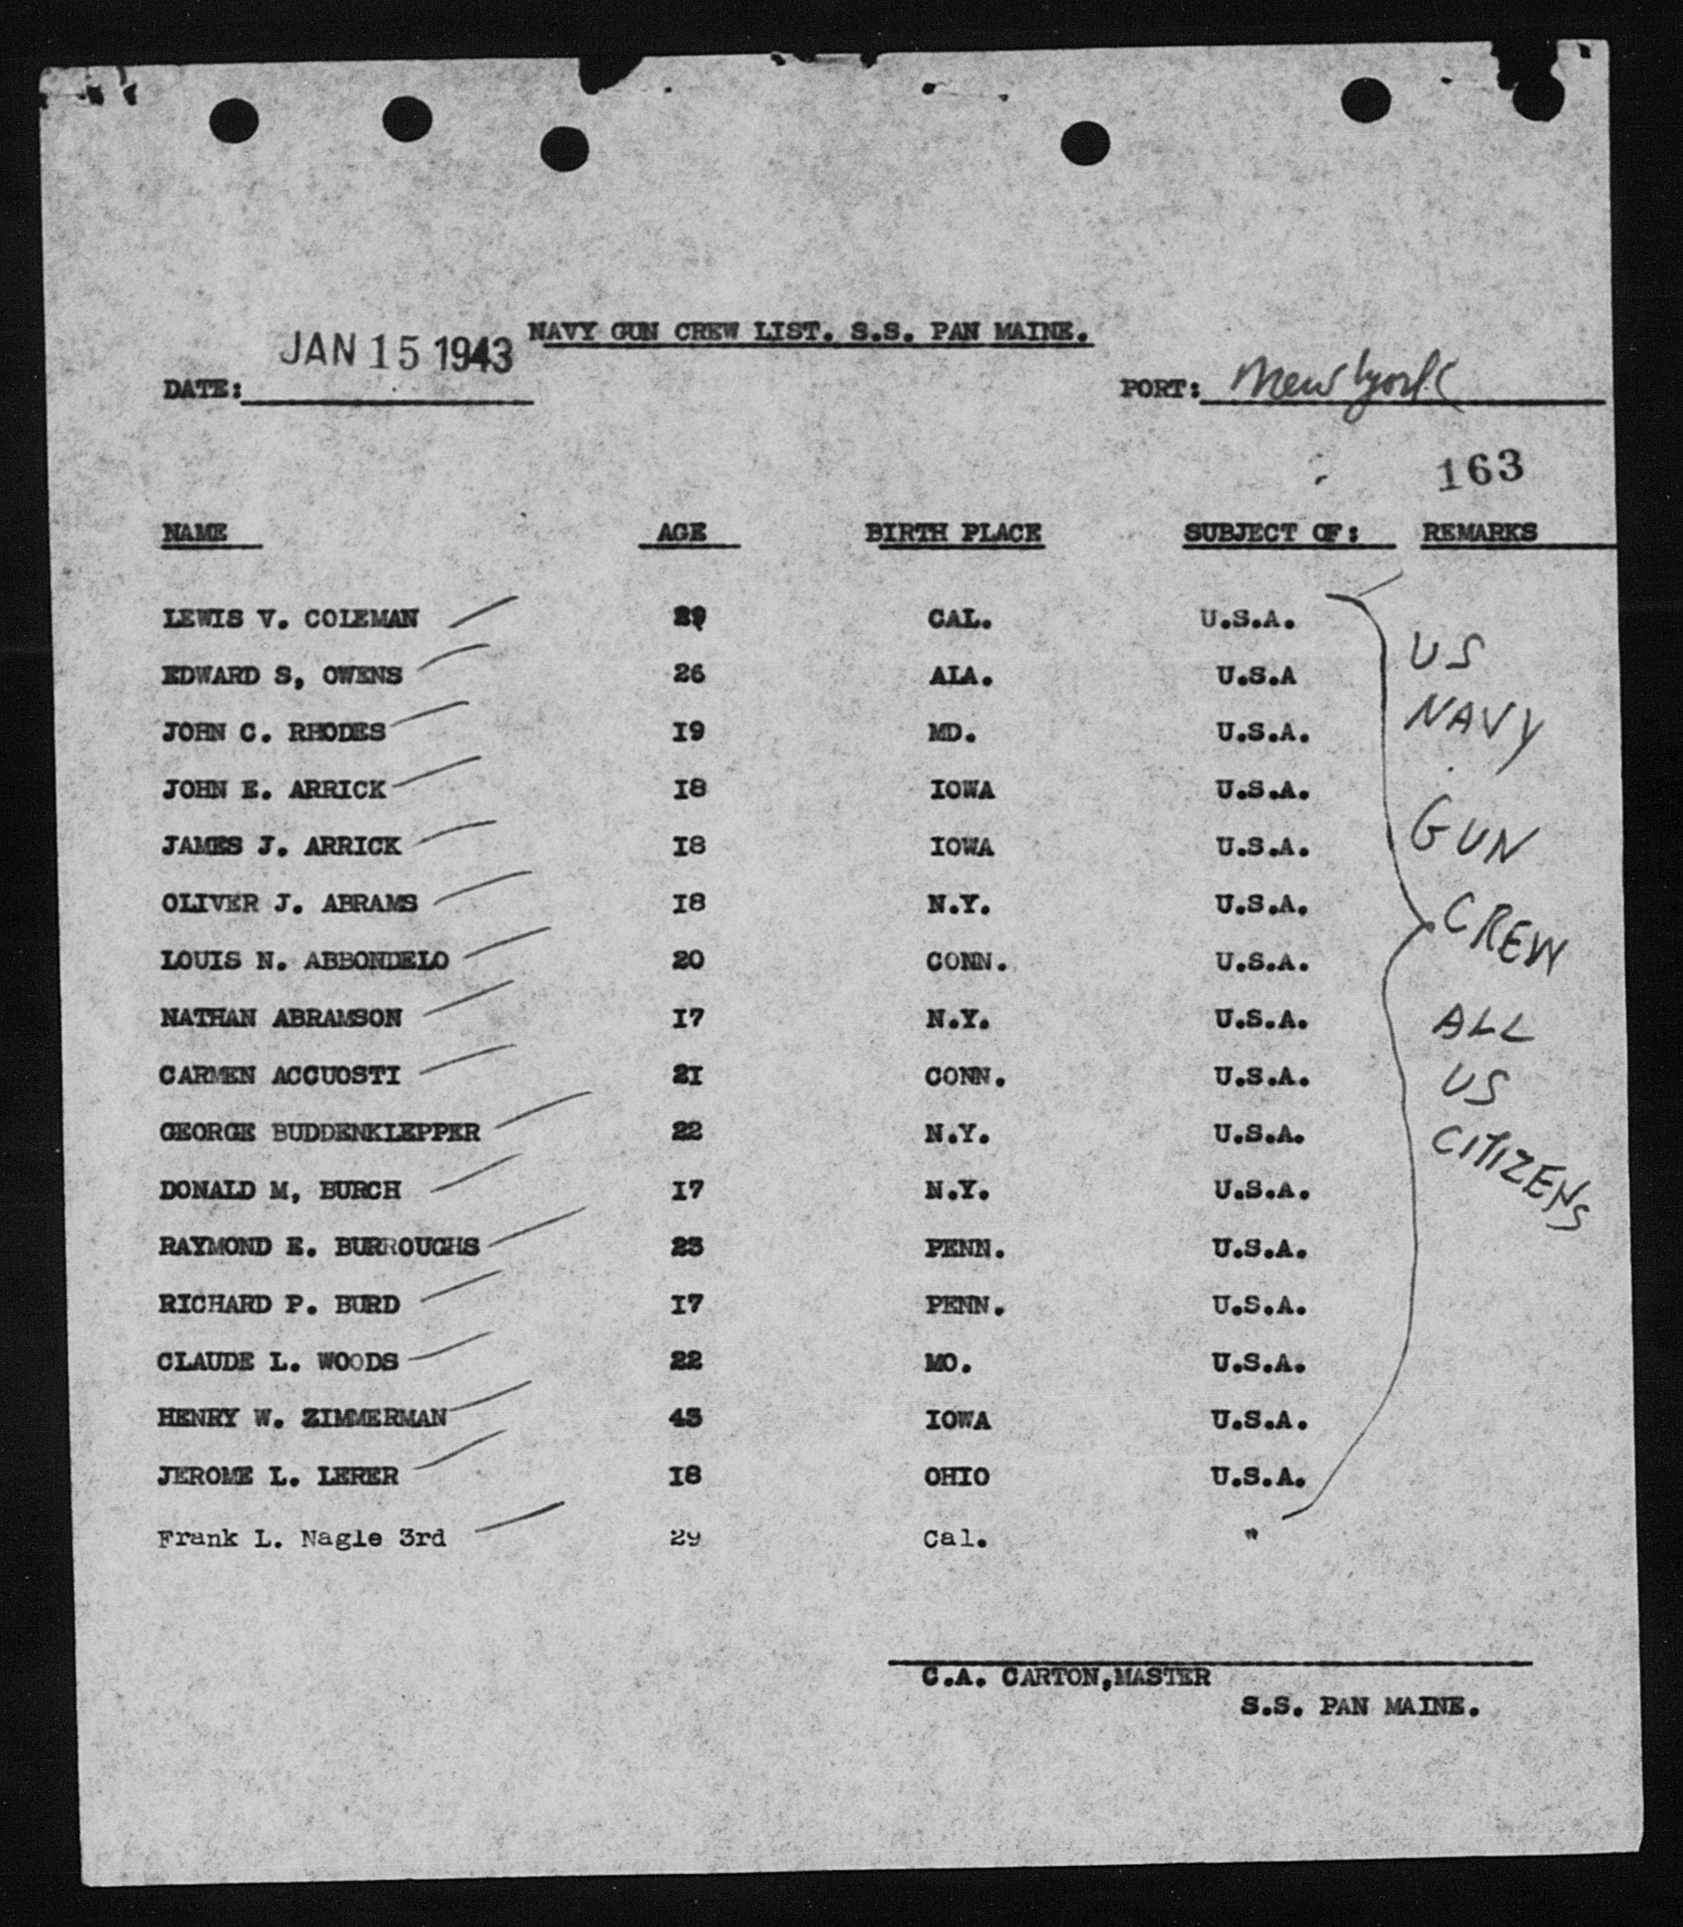 NAVY GUN CREW LIST. S.S. PAN MAINE.
DATE: JAN 15 1943 PORT: New York
163
NAME AGE BIRTH PLACE SUBJECT OF: REMARKS
LEWIS V. COLEMAN CAL. U.S.A.
EDWARD S, OWENS 26 ALA. U.S.A
JOHN C. RHODES 19 MD. U.S.A.
JOHN E. ARRICK 18 IOWA U.S.A.
JAMES J. ARRICK 18 IOWA U.S.A.
OLIVER J. ABRAMS 18 N.Y. U.S.A.
LOUIS N. ABBONDELO 20 CONN. U.S.A.
NATHAN ABRAMSON 17 N.Y. U.S.A.
CARMEN ACCUOSTI 21 CONN. U.S.A.
GEORGE BUDDENKLEPPER 22 N.Y. U.S.A.
DONALD M, BURCH 17 N.Y. U.S.A.
RAYMOND E. BURROUGHS 23 PENN. U.S.A.
RICHARD P. BURD 17 PENN. U.S.A.
CLAUDE L. WOODS 22 MO. U.S.A.
HENRY W. ZIMMERMAN 43 IOWA U.S.A.
JEROME L. LERER 18 OHIO U.S.A.
Frank L. Nagle 3rd 29 Cal. "
US
NAVY
GUN
CREW
ALL
US
CITIZENS
C.A. CARTON,MASTER
S.S. PAN MAINE.